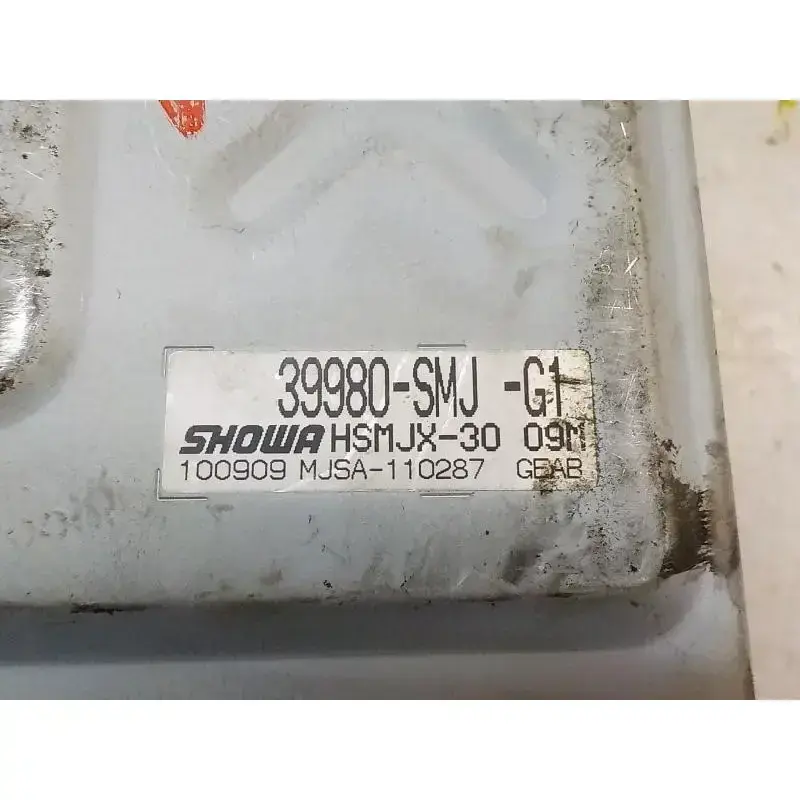 39980-SMJ -G1
SHOWA HSMJX-30 09M
100909 MJSA-110287 GEAB